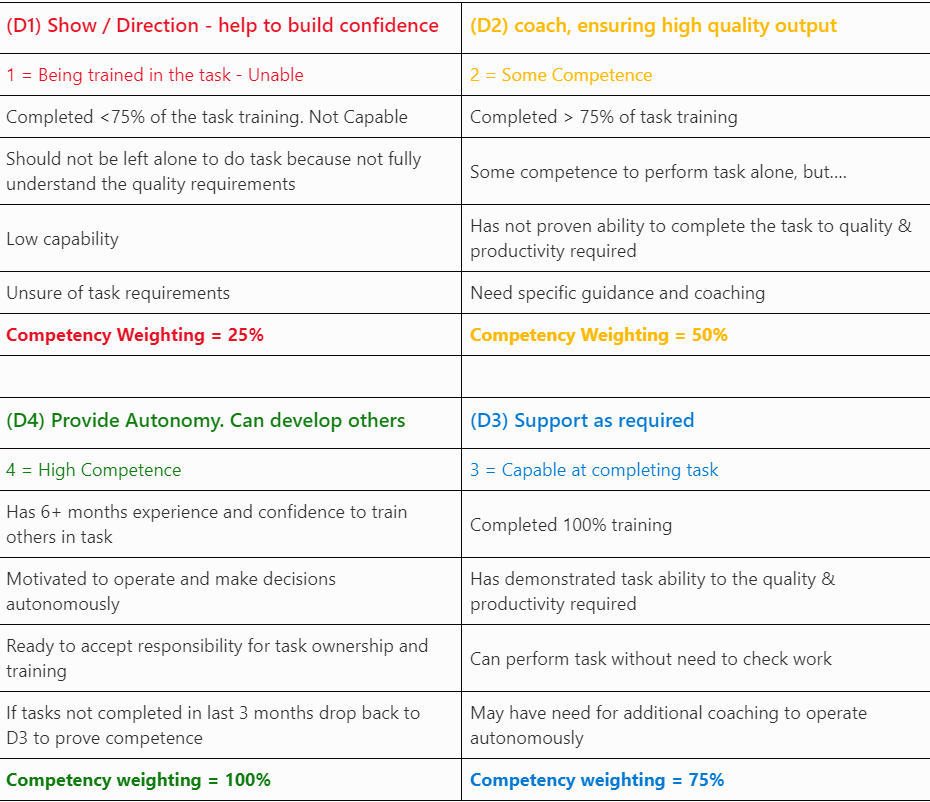 (D1) Show / Direction - help to build confidence
(D2) coach, ensuring high quality output
1 = Being trained in the task - Unable
2 = Some Competence
Completed <75% of the task training. Not Capable
Completed > 75% of task training
Should not be left alone to do task because not fully
understand the quality requirements
Some competence to perform task alone, but....
Low capability
Has not proven ability to complete the task to quality &
productivity required
Unsure of task requirements
Need specific guidance and coaching
Competency Weighting = 25%
Competency Weighting = 50%
(D4) Provide Autonomy. Can develop others
(D3) Support as required
4 = High Competence
3 = Capable at completing task
Has 6+ months experience and confidence to train
others in task
Completed 100% training
Motivated to operate and make decisions
autonomously
Has demonstrated task ability to the quality &
productivity required
Ready to accept responsibility for task ownership and
training
Can perform task without need to check work
If tasks not completed in last 3 months drop back to
D3 to prove competence
May have need for additional coaching to operate
autonomously
Competency weighting = 100%
Competency weighting = 75%